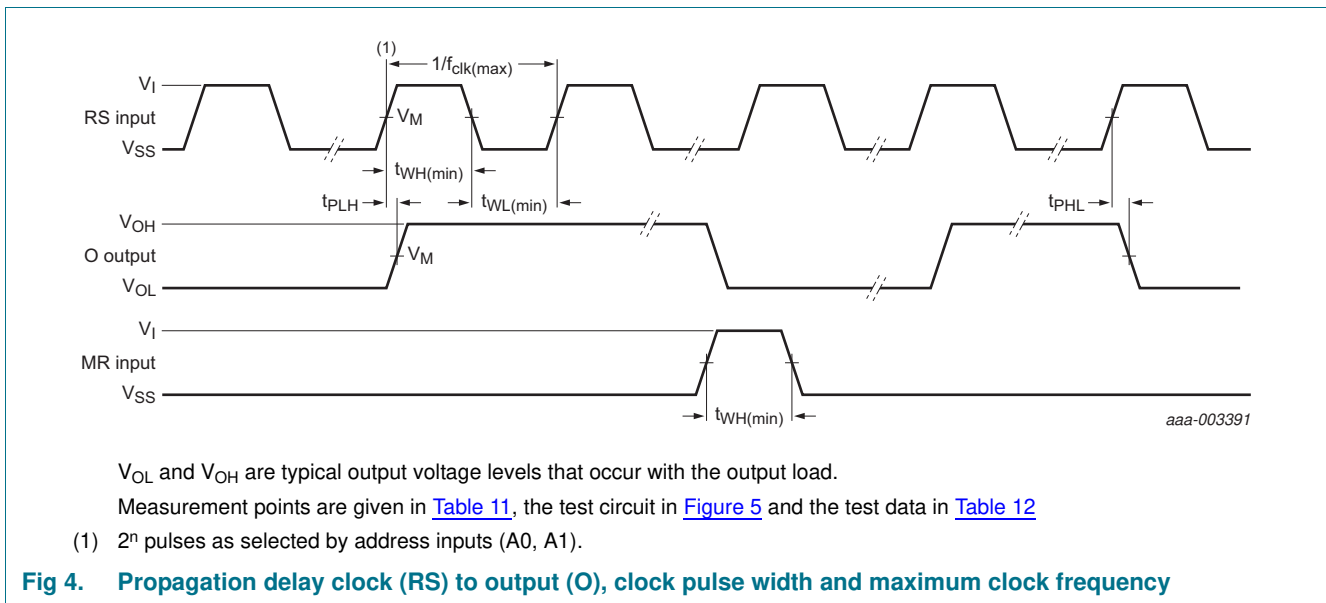 (1)
1/fclk(max)
VI
RS input
VM
VSS
tWH(min)
tPLH
tWL(min)
tPHL
VOH
O output
VM
VOL
VI
MR input
VSS
tWH(min)
aaa-003391
VOL and VOH are typical output voltage levels that occur with the output load.
Measurement points are given in Table 11, the test circuit in Figure 5 and the test data in Table 12
(1) 2ⁿ pulses as selected by address inputs (A0, A1).
Fig 4. Propagation delay clock (RS) to output (O), clock pulse width and maximum clock frequency